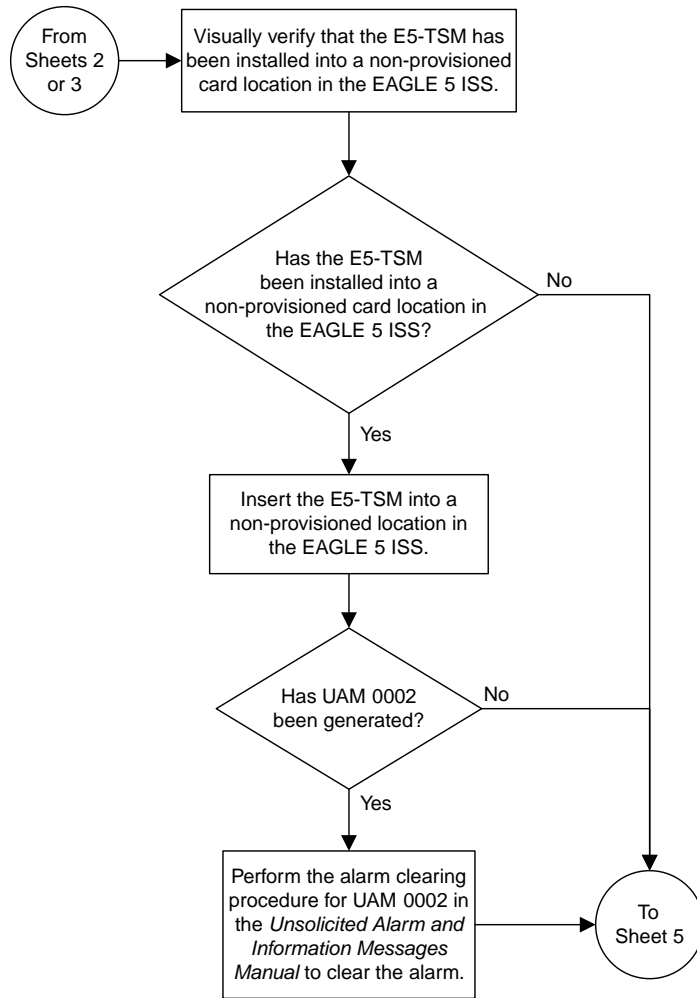 From
Sheets 2
or 3
Visually verify that the E5-TSM has
been installed into a non-provisioned
card location in the EAGLE 5 ISS.
Has the E5-TSM
been installed into a
non-provisioned card location in
the EAGLE 5 ISS?
No
Yes
Insert the E5-TSM into a
non-provisioned location in
the EAGLE 5 ISS.
Has UAM 0002
been generated?
No
Yes
Perform the alarm clearing
procedure for UAM 0002 in
the Unsolicited Alarm and
Information Messages
Manual to clear the alarm.
To
Sheet 5